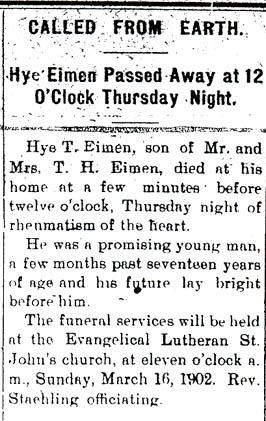 CALLED FROM EARTH.
Hye Eimen Passed Away at 12
O'Clock Thursday Night.
Hye T. Eimen, son of Mr. and
Mrs. T. H. Eimen, died at his
home at a few minutes before
twelve o'clock, Thursday night of
rheumatism of the heart.
He was a promising young man,
a few months past seventeen years
of age and his future lay bright
before him.
The funeral services will be held
at the Evangelical Lutheran St.
John's church, at eleven o'clock a.
m., Sunday, March 16, 1902. Rev.
Staehling officiating.